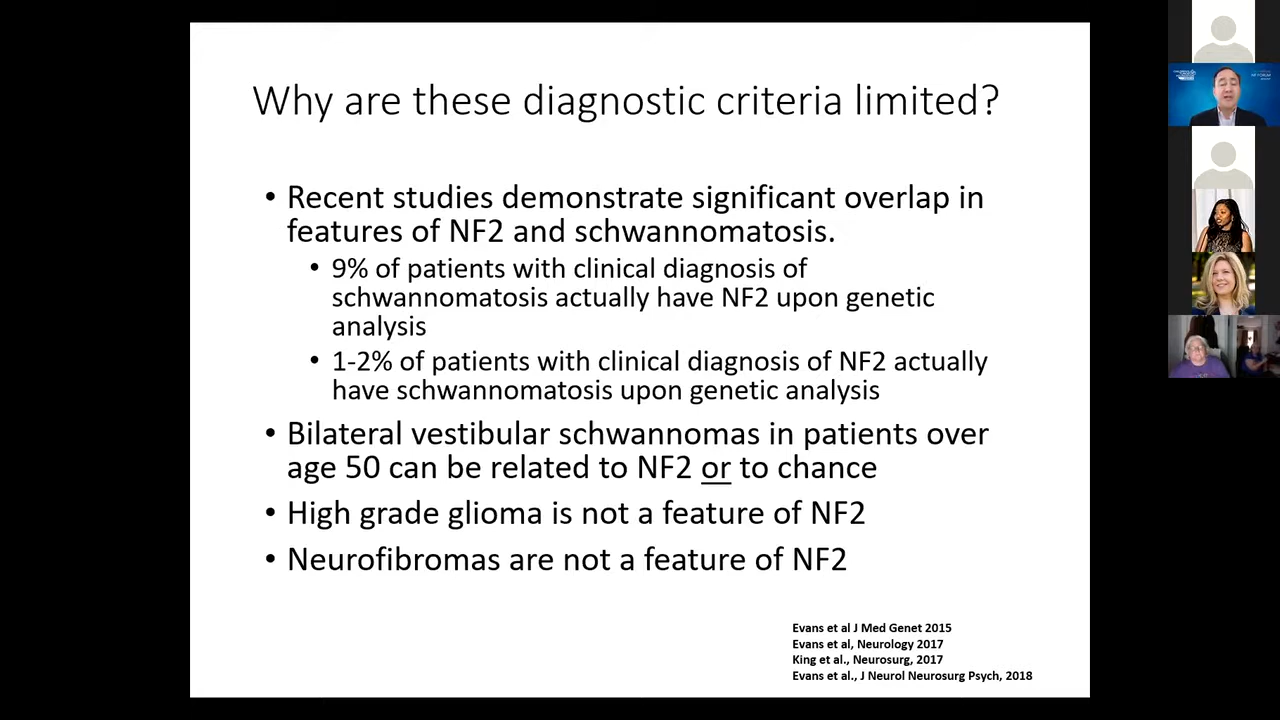 Why are these diagnostic criteria limited?
• Recent studies demonstrate significant overlap in
features of NF2 and schwannomatosis.
• 9% of patients with clinical diagnosis of
schwannomatosis actually have NF2 upon genetic
analysis
• 1-2% of patients with clinical diagnosis of NF2 actually
have schwannomatosis upon genetic analysis
• Bilateral vestibular schwannomas in patients over
age 50 can be related to NF2 or to chance
• High grade glioma is not a feature of NF2
• Neurofibromas are not a feature of NF2
Evans et al J Med Genet 2015
Evans et al, Neurology 2017
King et al., Neurosurg, 2017
Evans et al., J Neurol Neurosurg Psych, 2018